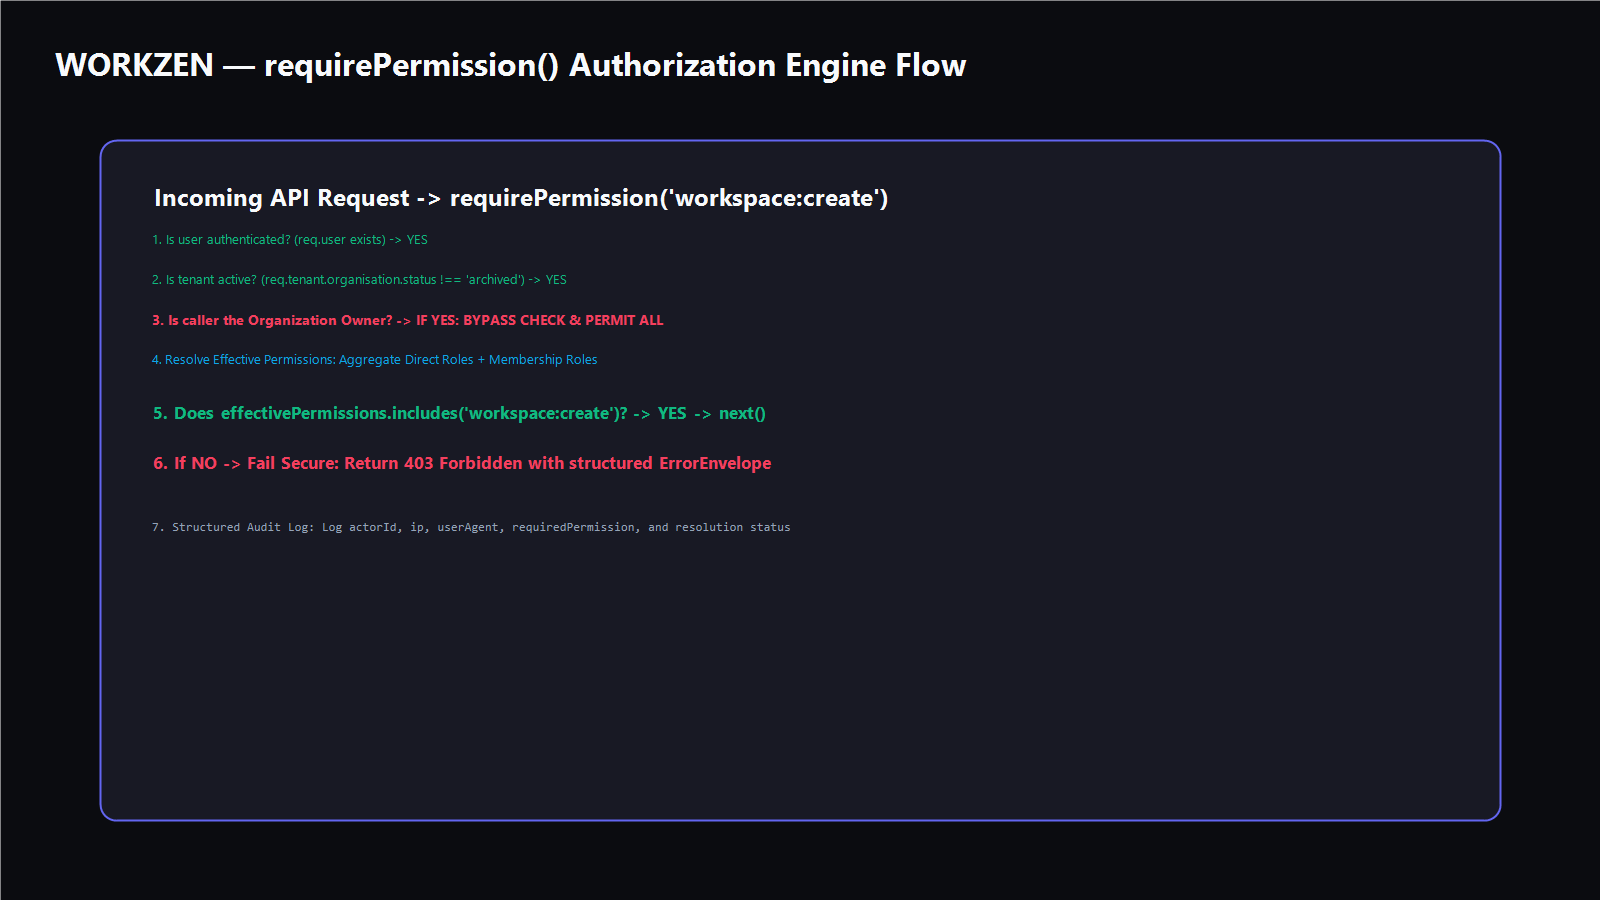 WORKZEN — requirePermission() Authorization Engine Flow
Incoming API Request -> requirePermission('workspace:create')
1. Is user authenticated? (req.user exists) -> YES
2. Is tenant active? (req.tenant.organisation.status !== 'archived') -> YES
3. Is caller the Organization Owner? -> IF YES: BYPASS CHECK & PERMIT ALL
4. Resolve Effective Permissions: Aggregate Direct Roles + Membership Roles
5. Does effectivePermissions.includes('workspace:create')? -> YES -> next()
6. If NO -> Fail Secure: Return 403 Forbidden with structured ErrorEnvelope
7. Structured Audit Log: Log actorId, ip, userAgent, requiredPermission, and resolution status